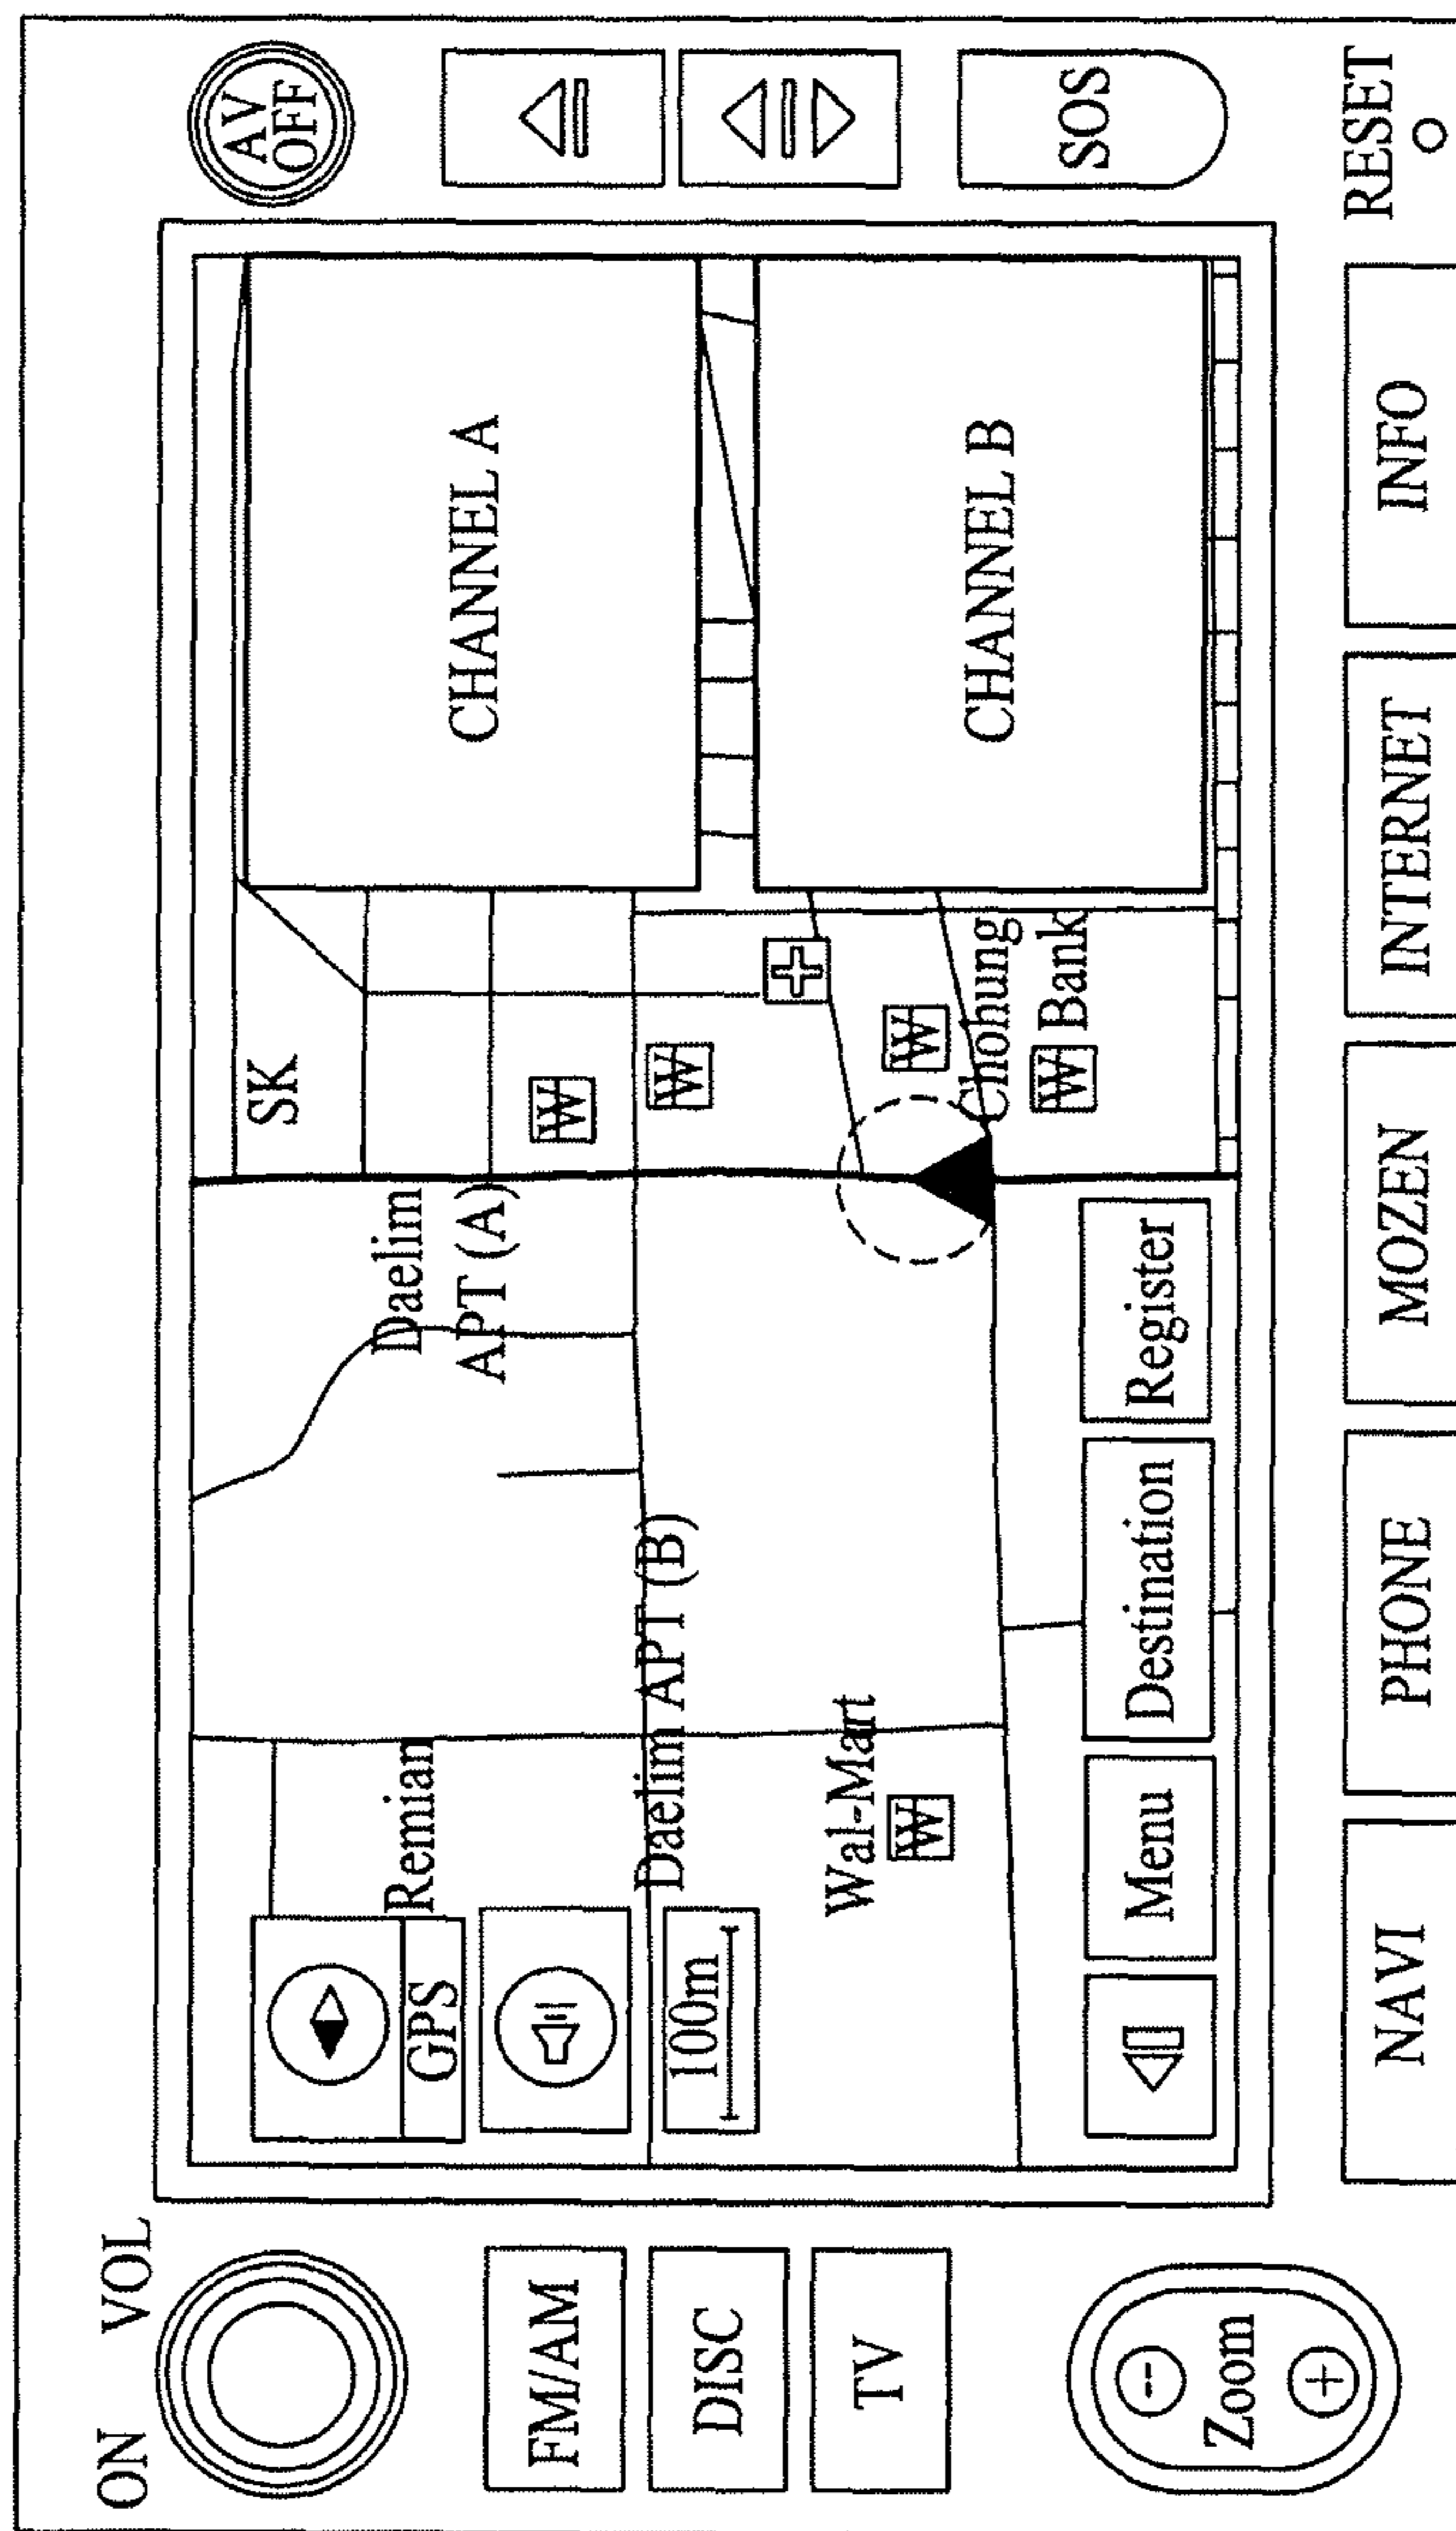 ON VOL
AV
OFF
FM/AM
DISC
TV
Zoom
GPS
100m
Remian
Daelim APT (B)
Wal-Mart
W
Daelim
APT (A)
SK
W
W
W
Chohung
W Bank
CHANNEL A
CHANNEL B
Menu
Destination
Register
SOS
RESET
NAVI
PHONE
MOZEN
INTERNET
INFO